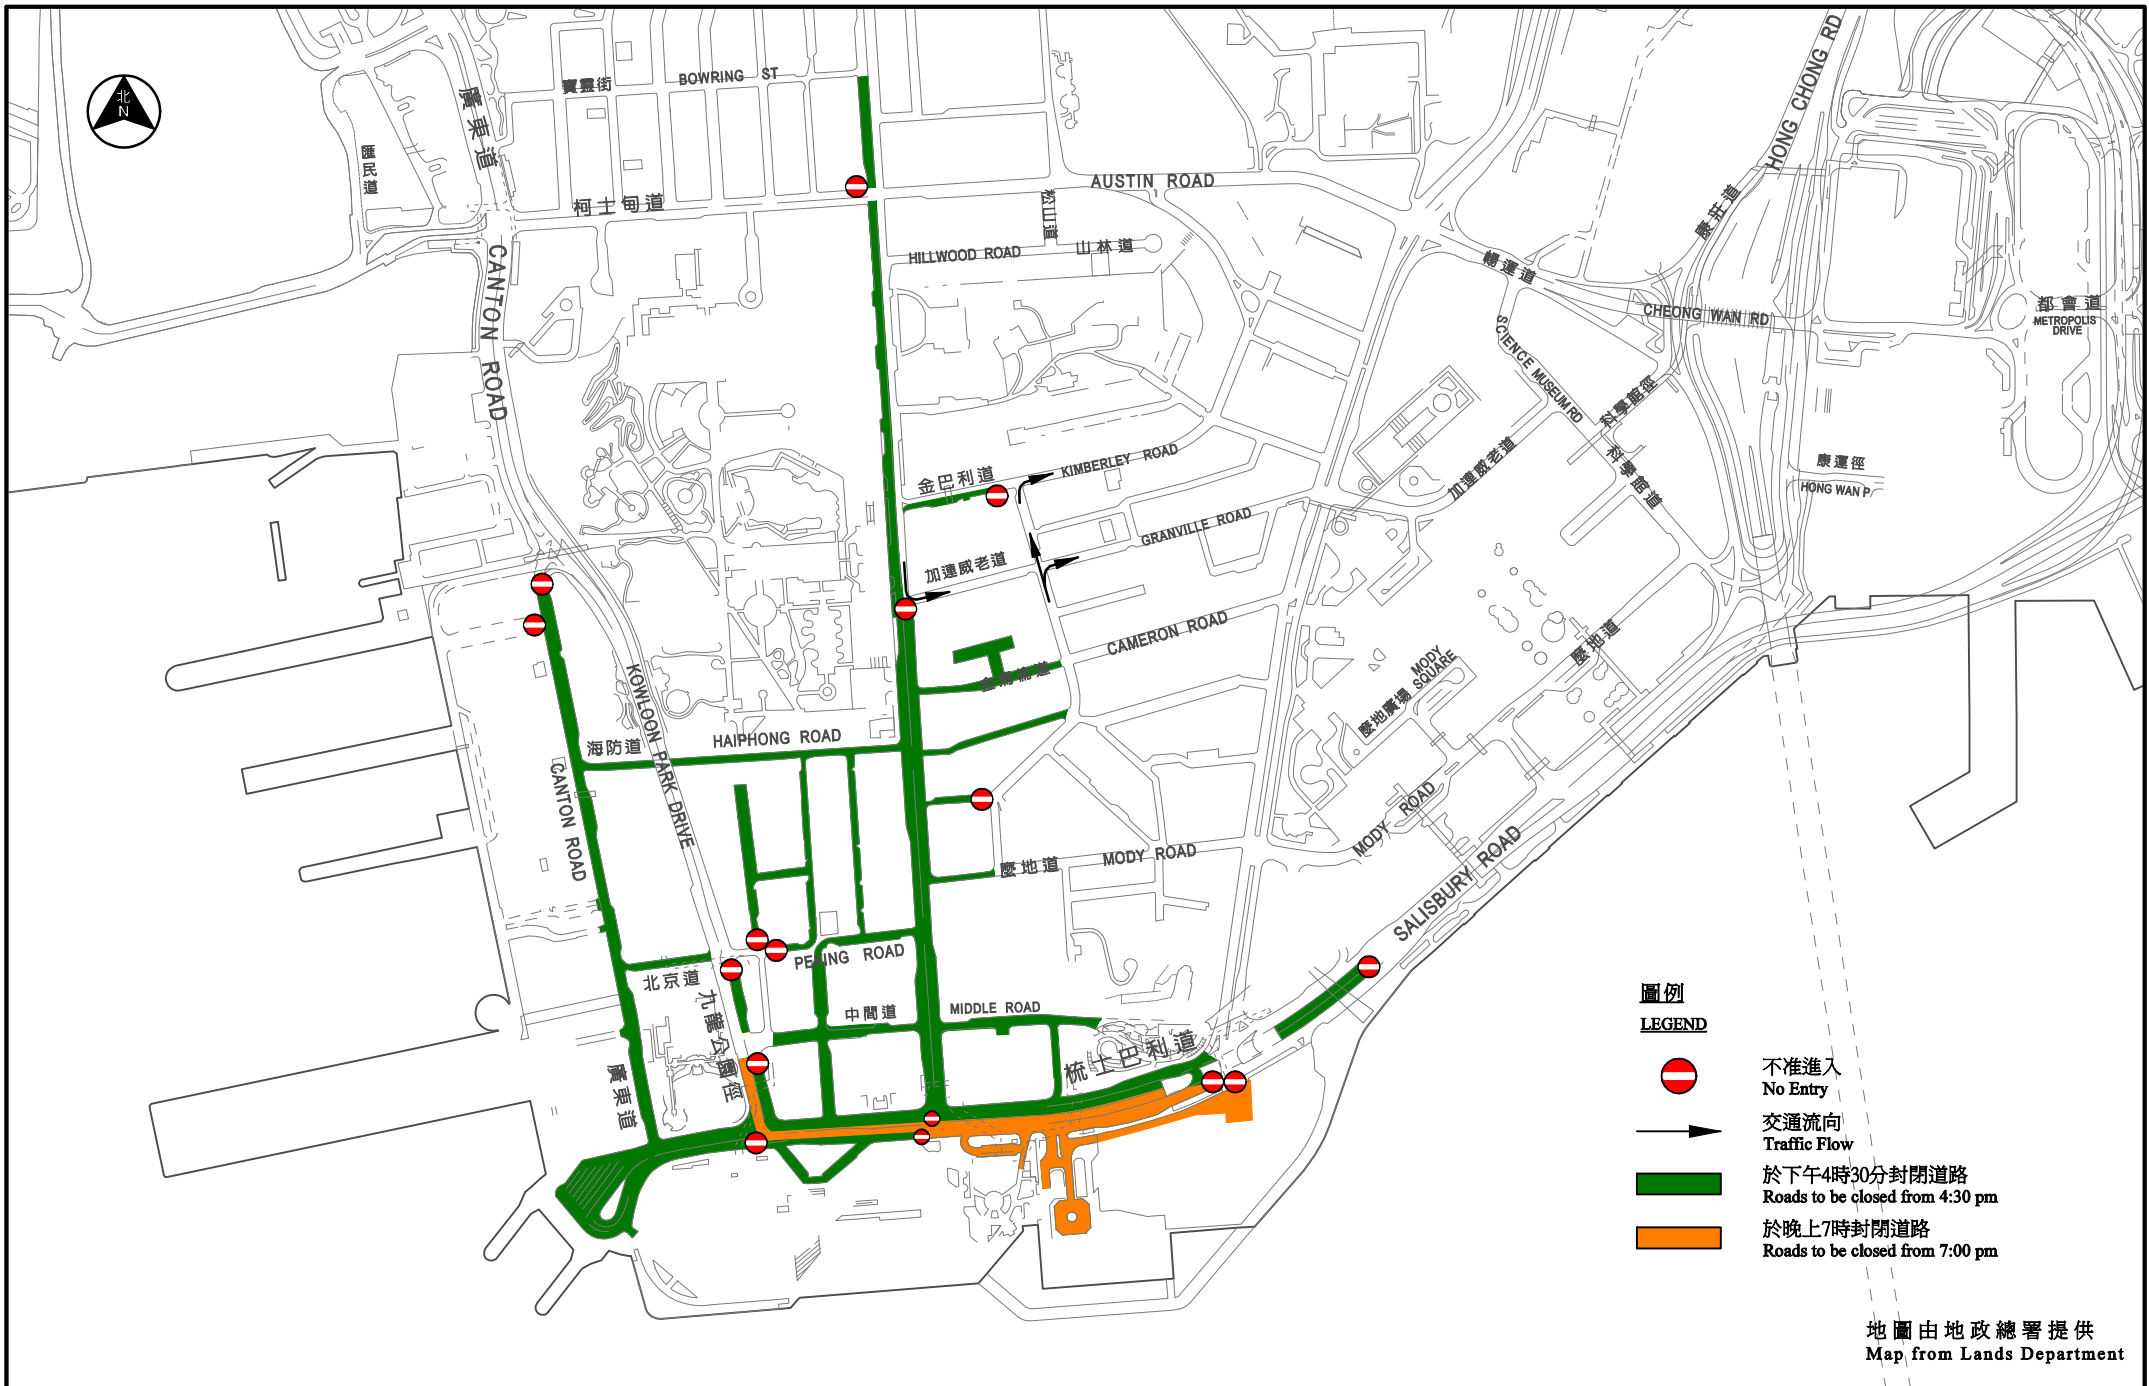 北
N
寶靈街
BOWRING ST
廣東道
匯民道
柯士甸道
AUSTIN ROAD
松山道
HILLWOOD ROAD
山林道
HONG CHONG RD
康莊道
暢運道
CHEONG WAN RD
都會道
METROPOLIS
DRIVE
CANTON ROAD
SCIENCE MUSEUM RD
科學館徑
科學館道
康運徑
HONG WAN P
金巴利道
KIMBERLEY ROAD
加連威老道
GRANVILLE ROAD
加連威老道
金馬倫道
CAMERON ROAD
KOWLOON PARK DRIVE
海防道
HAIPHONG ROAD
CANTON ROAD
麼地廣場
MODY
SQUARE
麼地道
MODY ROAD
麼地道
MODY ROAD
SALISBURY ROAD
北京道
PEKING ROAD
九龍公園徑
中間道
MIDDLE ROAD
梳士巴利道
廣東道
圖例
LEGEND
不准進入
No Entry
交通流向
Traffic Flow
於下午4時30分封閉道路
Roads to be closed from 4:30 pm
於晚上7時封閉道路
Roads to be closed from 7:00 pm
地圖由地政總署提供
Map from Lands Department